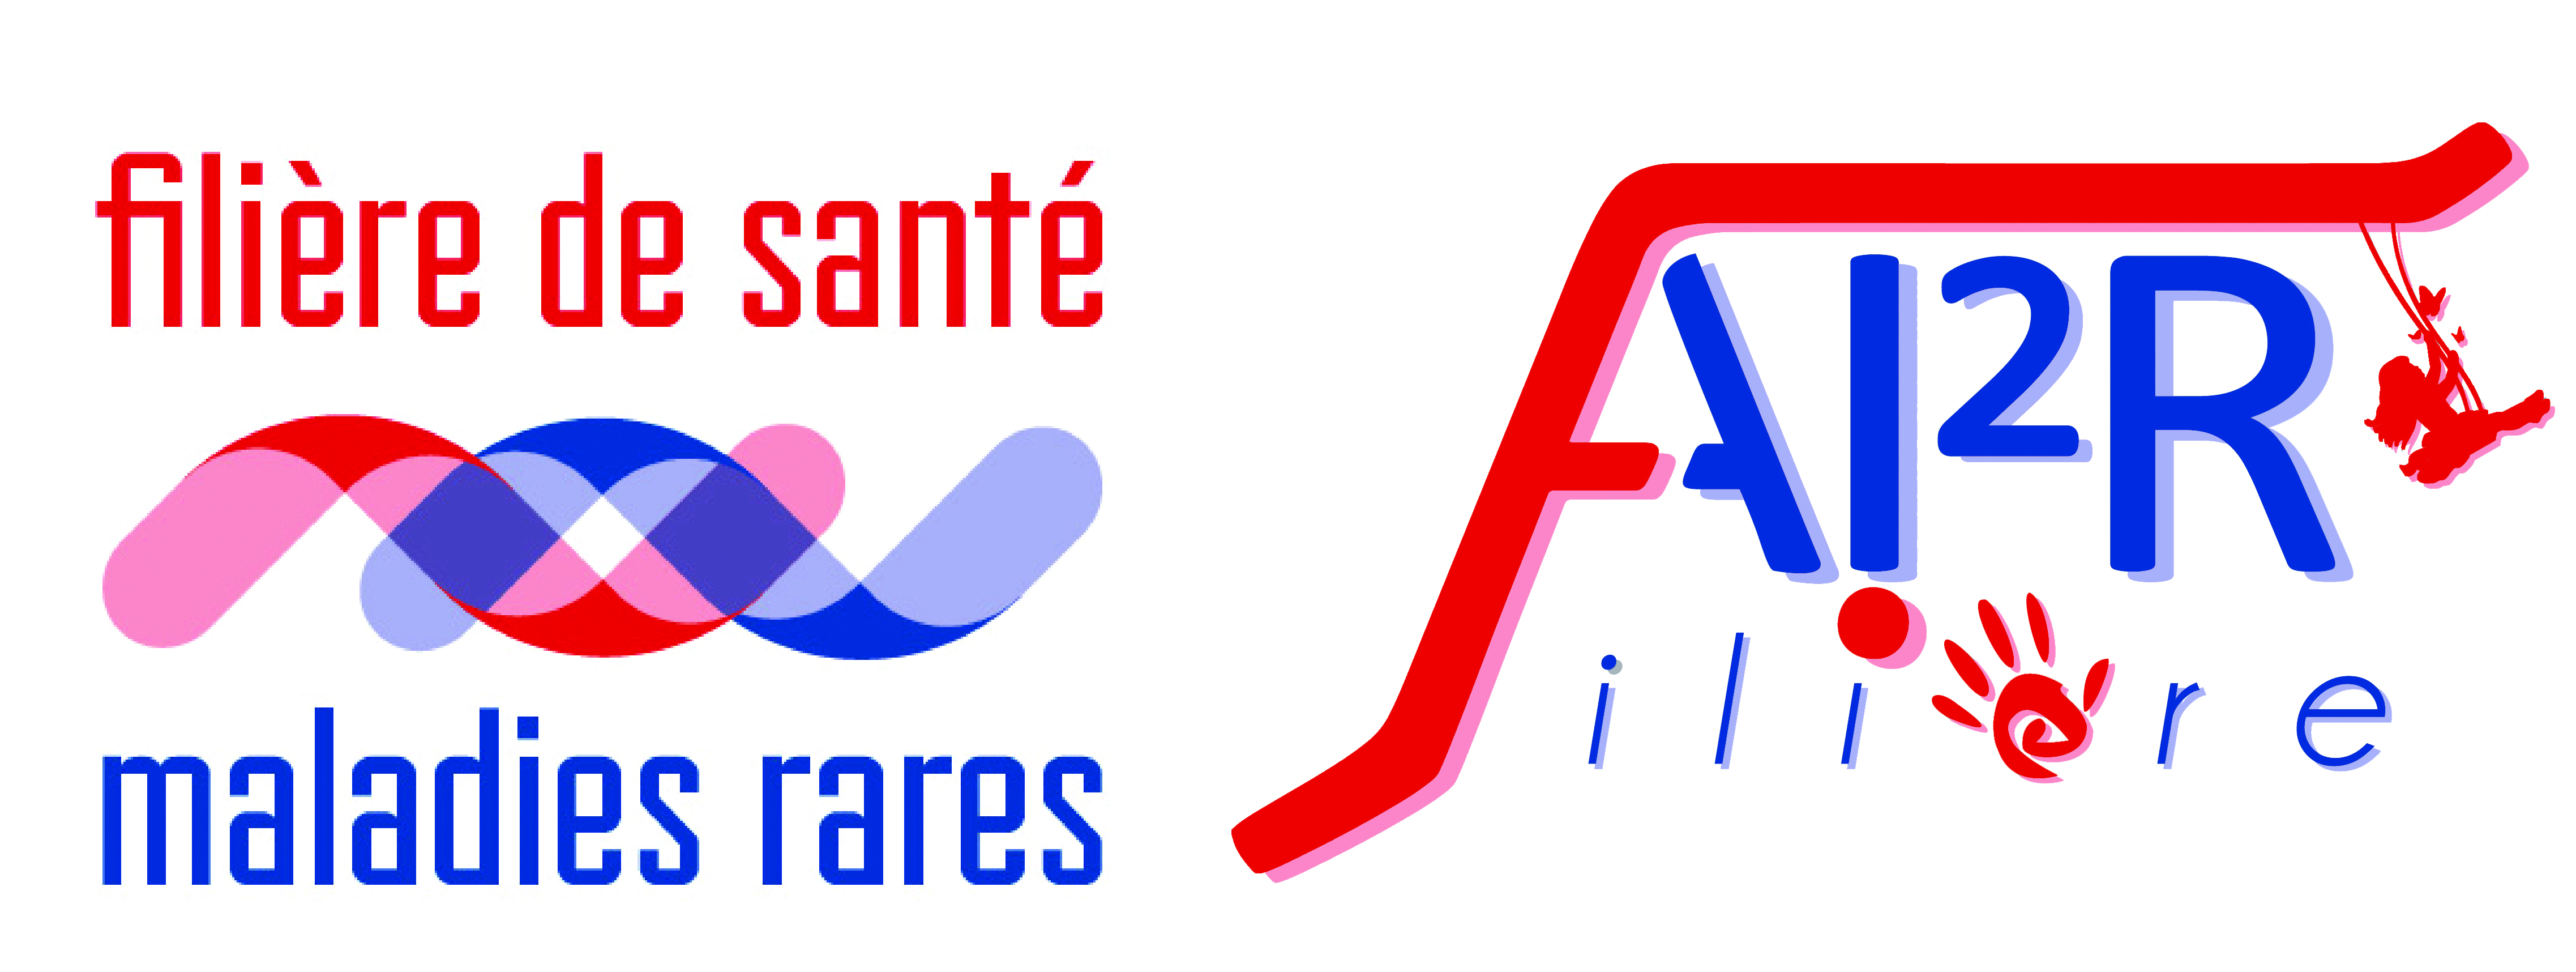 filière de santé
maladies rares
FAI²R
filière